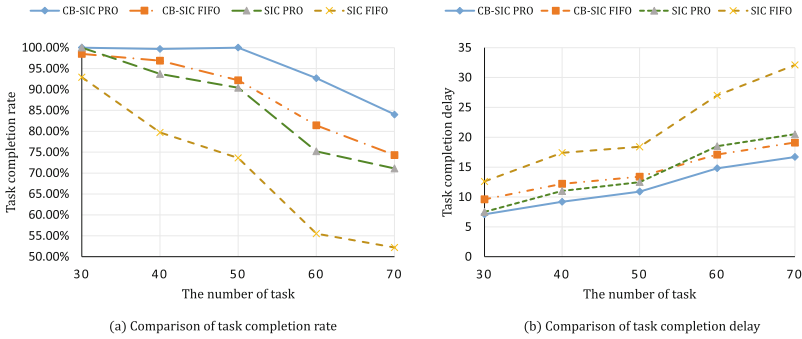 CB-SIC PRO CB-SIC FIFO SIC PRO SIC FIFO
100.00%
95.00%
90.00%
85.00%
80.00%
75.00%
70.00%
65.00%
60.00%
55.00%
50.00%
Task completion rate
30 40 50 60 70
The number of task
(a) Comparison of task completion rate
CB-SIC PRO CB-SIC FIFO SIC PRO SIC FIFO
35
30
25
20
15
10
5
0
Task completion delay
30 40 50 60 70
The number of task
(b) Comparison of task completion delay